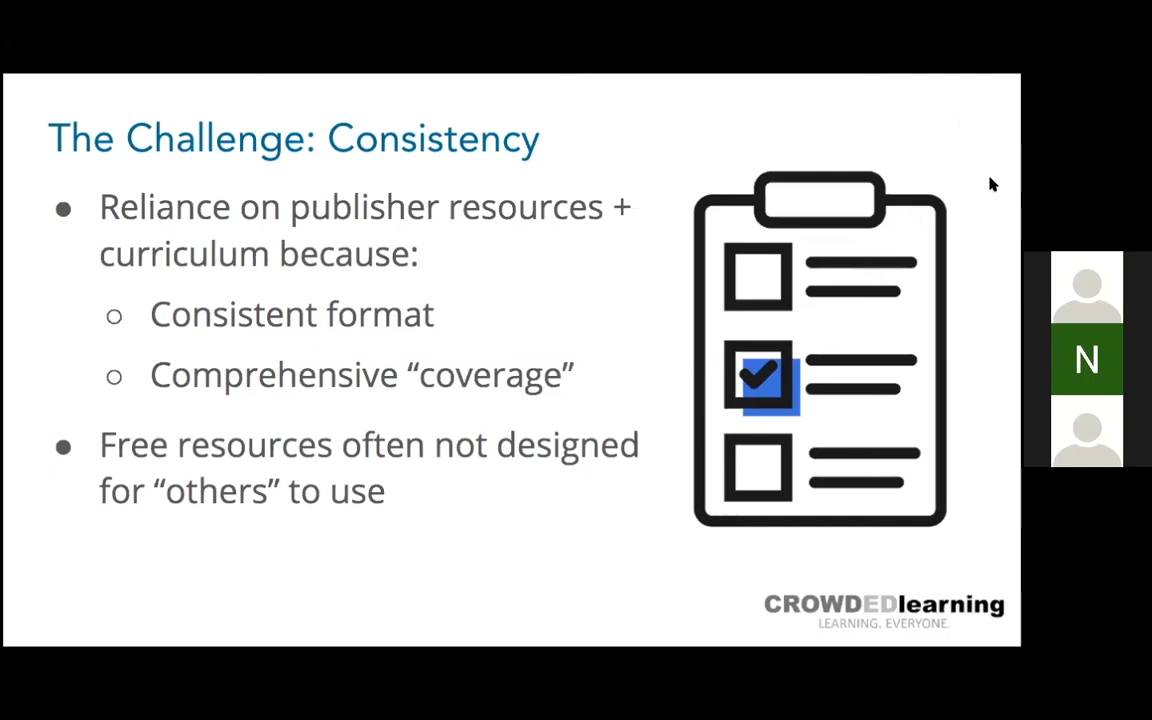 The Challenge: Consistency
● Reliance on publisher resources +
curriculum because:
○ Consistent format
○ Comprehensive “coverage”
● Free resources often not designed
for “others” to use
CROWDEDlearning
LEARNING. EVERYONE.
N